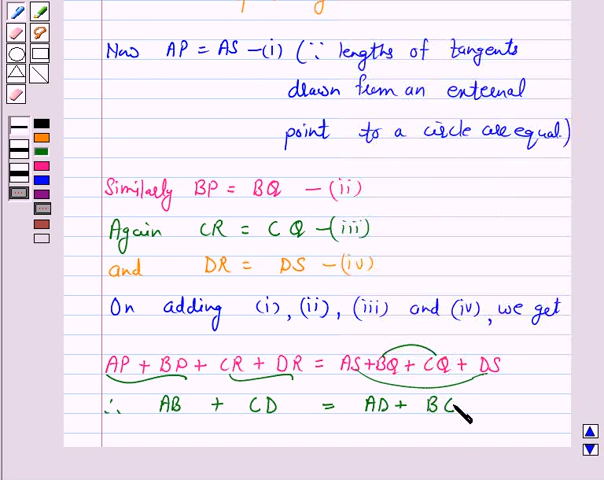 Now AP = AS -(i) (∵ lengths of tangents
drawn from an external
point to a circle are equal.)
Similarly BP = BQ - (ii)
Again CR = CQ -(iii)
and DR = DS -(iv)
On adding (i), (ii), (iii) and (iv), we get
AP + BP + CR + DR = AS+BQ + CQ + DS
∴ AB + CD = AD + BC